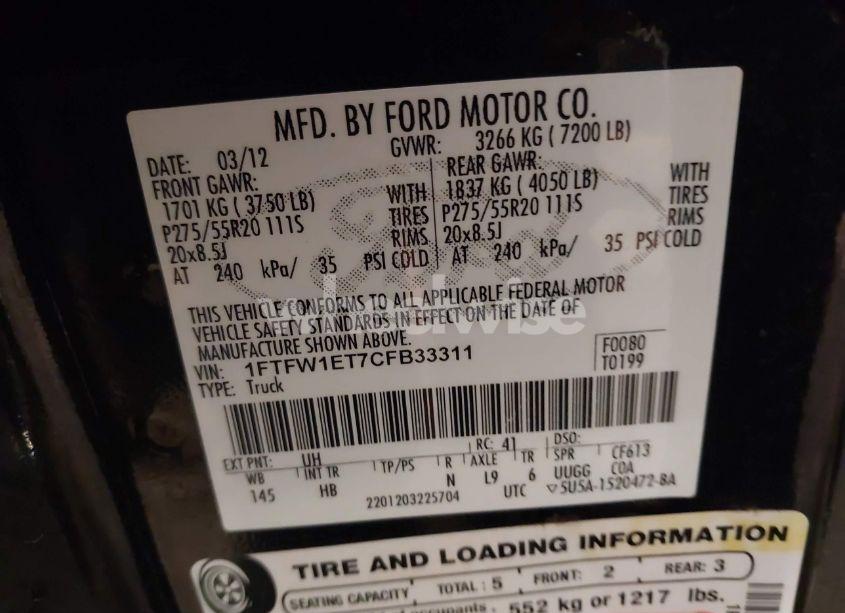 MFD. BY FORD MOTOR CO.
DATE: 03/12 GVWR: 3266 KG ( 7200 LB)
FRONT GAWR: REAR GAWR:
1701 KG ( 3750 LB) WITH 1837 KG ( 4050 LB) WITH
P275/55R20 111S TIRES P275/55R20 111S TIRES
20x8.5J RIMS 20x8.5J RIMS
AT 240 kPa/ 35 PSI COLD AT 240 kPa/ 35 PSI COLD
THIS VEHICLE CONFORMS TO ALL APPLICABLE FEDERAL MOTOR
VEHICLE SAFETY STANDARDS IN EFFECT ON THE DATE OF
MANUFACTURE SHOWN ABOVE.
VIN: 1FTFW1ET7CFB33311 F0080
TYPE: Truck T0199
EXT PNT: UH RC: 41 DSO:
WB INT TR TP/PS R AXLE TR SPR CF613
145 HB N L9 6 UUGG COA
2201203225704 UTC ▽5U5A-1520472-BA
TIRE AND LOADING INFORMATION
SEATING CAPACITY TOTAL : 5 FRONT: 2 REAR: 3
552 kg or 1217 lbs.